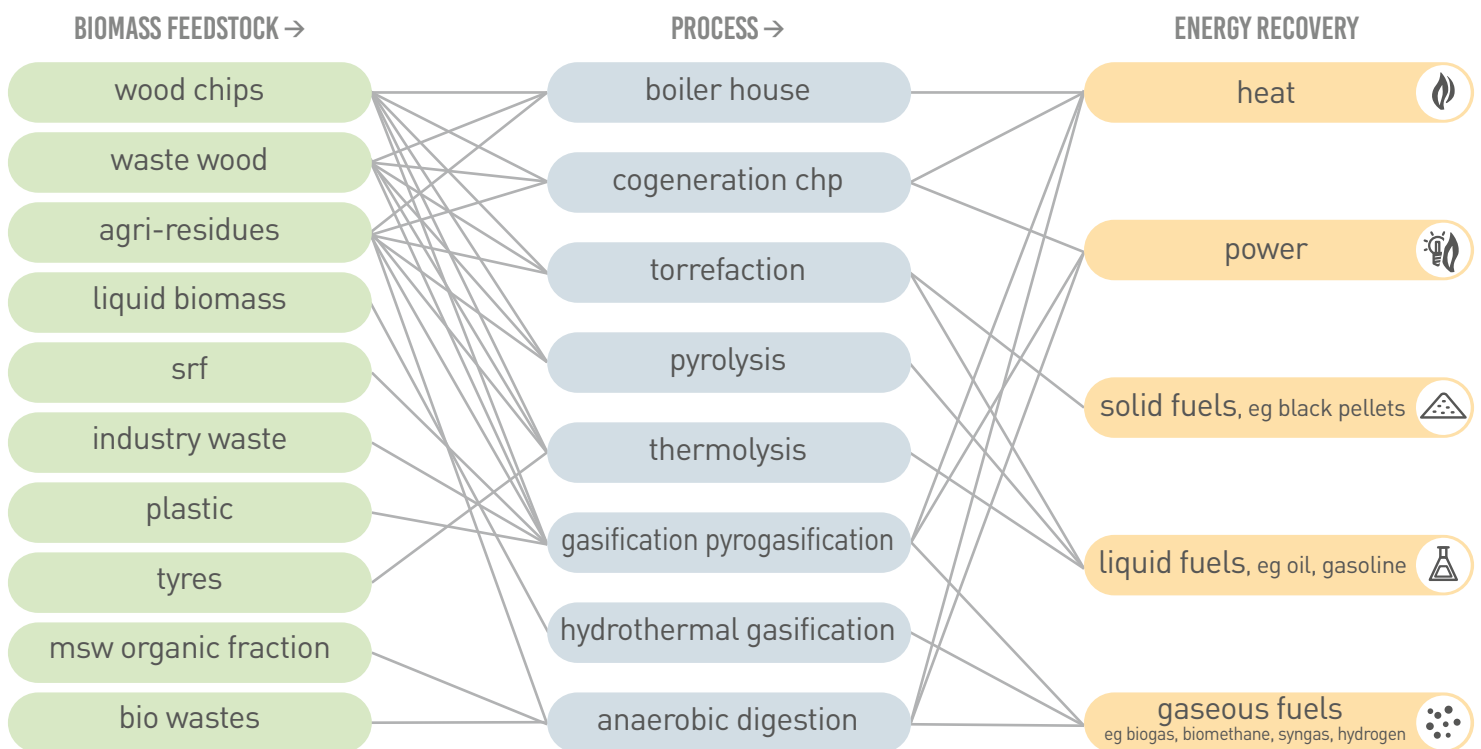 BIOMASS FEEDSTOCK →
PROCESS →
ENERGY RECOVERY
wood chips
waste wood
agri-residues
liquid biomass
srf
industry waste
plastic
tyres
msw organic fraction
bio wastes
boiler house
cogeneration chp
torrefaction
pyrolysis
thermolysis
gasification pyrogasification
hydrothermal gasification
anaerobic digestion
heat
power
solid fuels, eg black pellets
liquid fuels, eg oil, gasoline
gaseous fuels
eg biogas, biomethane, syngas, hydrogen